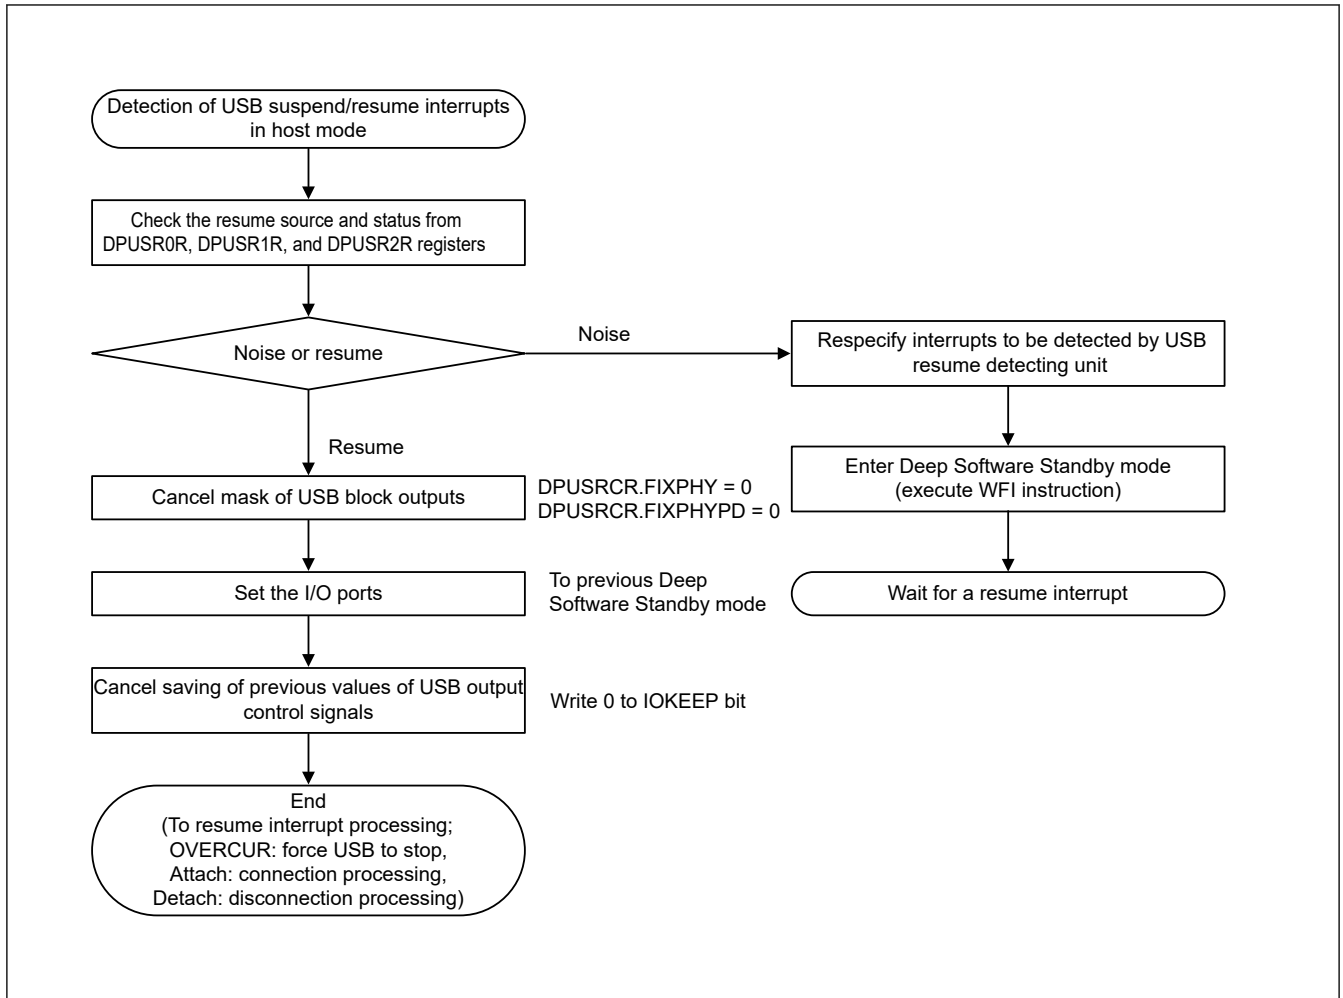 Detection of USB suspend/resume interrupts
in host mode
Check the resume source and status from
DPUSR0R, DPUSR1R, and DPUSR2R registers
Noise or resume
Noise
Respecify interrupts to be detected by USB
resume detecting unit
Resume
Enter Deep Software Standby mode
(execute WFI instruction)
Cancel mask of USB block outputs
DPUSRCR.FIXPHY = 0
DPUSRCR.FIXPHYPD = 0
Set the I/O ports
To previous Deep
Software Standby mode
Wait for a resume interrupt
Cancel saving of previous values of USB output
control signals
Write 0 to IOKEEP bit
End
(To resume interrupt processing;
OVERCUR: force USB to stop,
Attach: connection processing,
Detach: disconnection processing)